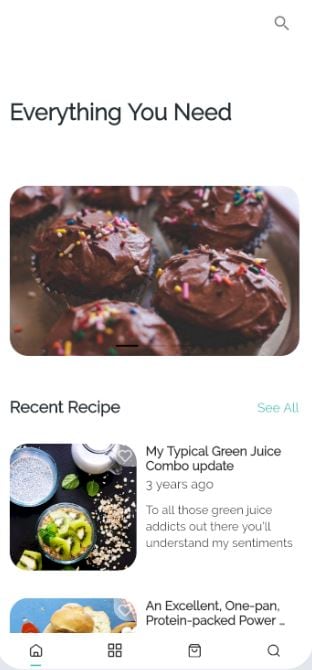 Everything You Need
Recent Recipe
See All
My Typical Green Juice
Combo update
3 years ago
To all those green juice
addicts out there you'll
understand my sentiments
An Excellent, One-pan,
Protein-packed Power ...